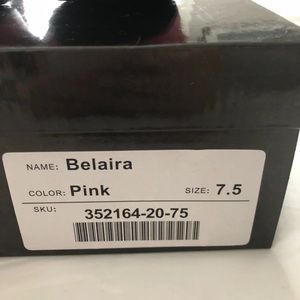 NAME: Belaira
COLOR: Pink SIZE: 7.5
SKU: 352164-20-75